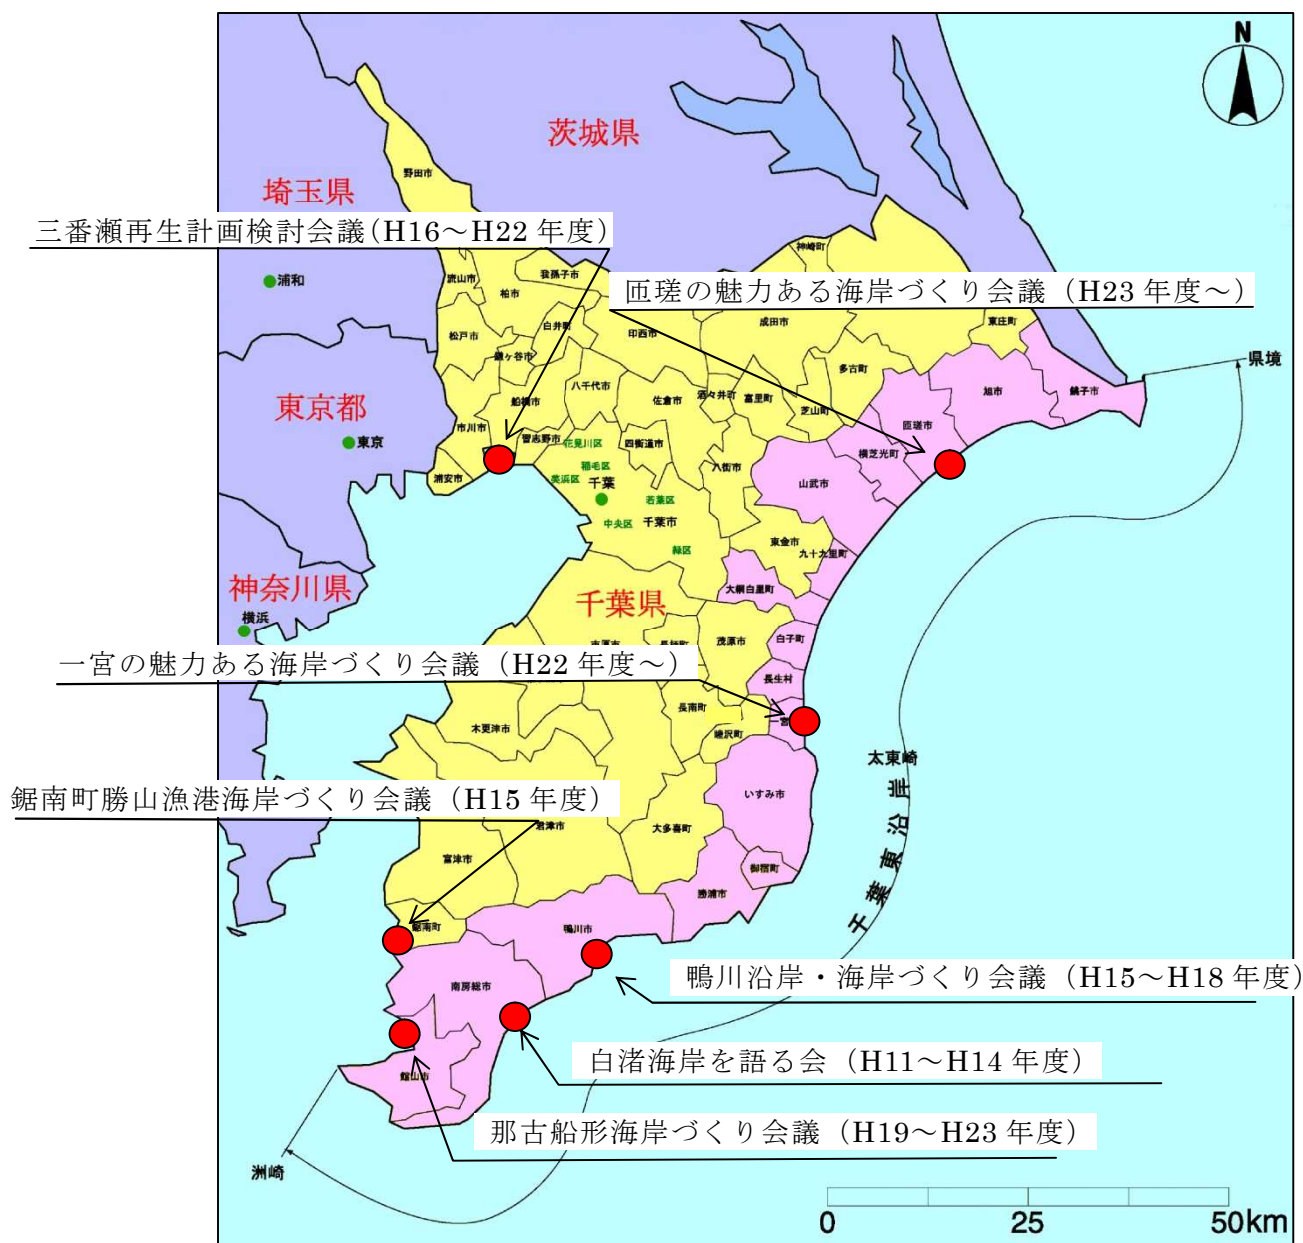 N
茨城県
野田市
埼玉県
三番瀬再生計画検討会議(H16～H22 年度)
神崎町
浦和
流山市
柏市
我孫子市
匝瑳の魅力ある海岸づくり会議（H23 年度～）
成田市
東庄町
松戸市
白井町
印西市
鎌ヶ谷市
県境
多古町
東京都
八千代市
佐倉市
酒々井町
富里町
芝山町
旭市
銚子市
船橋市
東京
市川市
習志野市
花見川区
四街道市
匝瑳市
横芝光町
浦安市
稲毛区
美浜区
千葉
八街市
山武市
若葉区
中央区
千葉市
緑区
東金市
九十九里町
神奈川県
横浜
千葉県
大網白里町
市原市
長柄町
茂原市
白子町
一宮の魅力ある海岸づくり会議（H22 年度～）
長生村
長南町
一宮
木更津市
睦沢町
太東崎
千葉東沿岸
鋸南町勝山漁港海岸づくり会議（H15 年度）
いすみ市
君津市
大多喜町
富津市
御宿町
勝浦市
鋸南町
鴨川市
鴨川沿岸・海岸づくり会議（H15～H18 年度）
南房総市
白渚海岸を語る会（H11～H14 年度）
館山市
那古船形海岸づくり会議（H19～H23 年度）
洲崎
0 25 50km